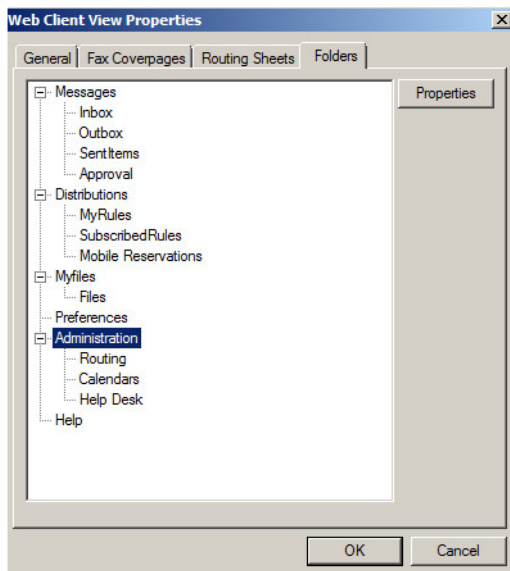 Web Client View Properties
General
Fax Coverpages
Routing Sheets
Folders
Messages
Inbox
Outbox
SentItems
Approval
Distributions
MyRules
SubscribedRules
Mobile Reservations
Myfiles
Files
Preferences
Administration
Routing
Calendars
Help Desk
Help
Properties
OK
Cancel